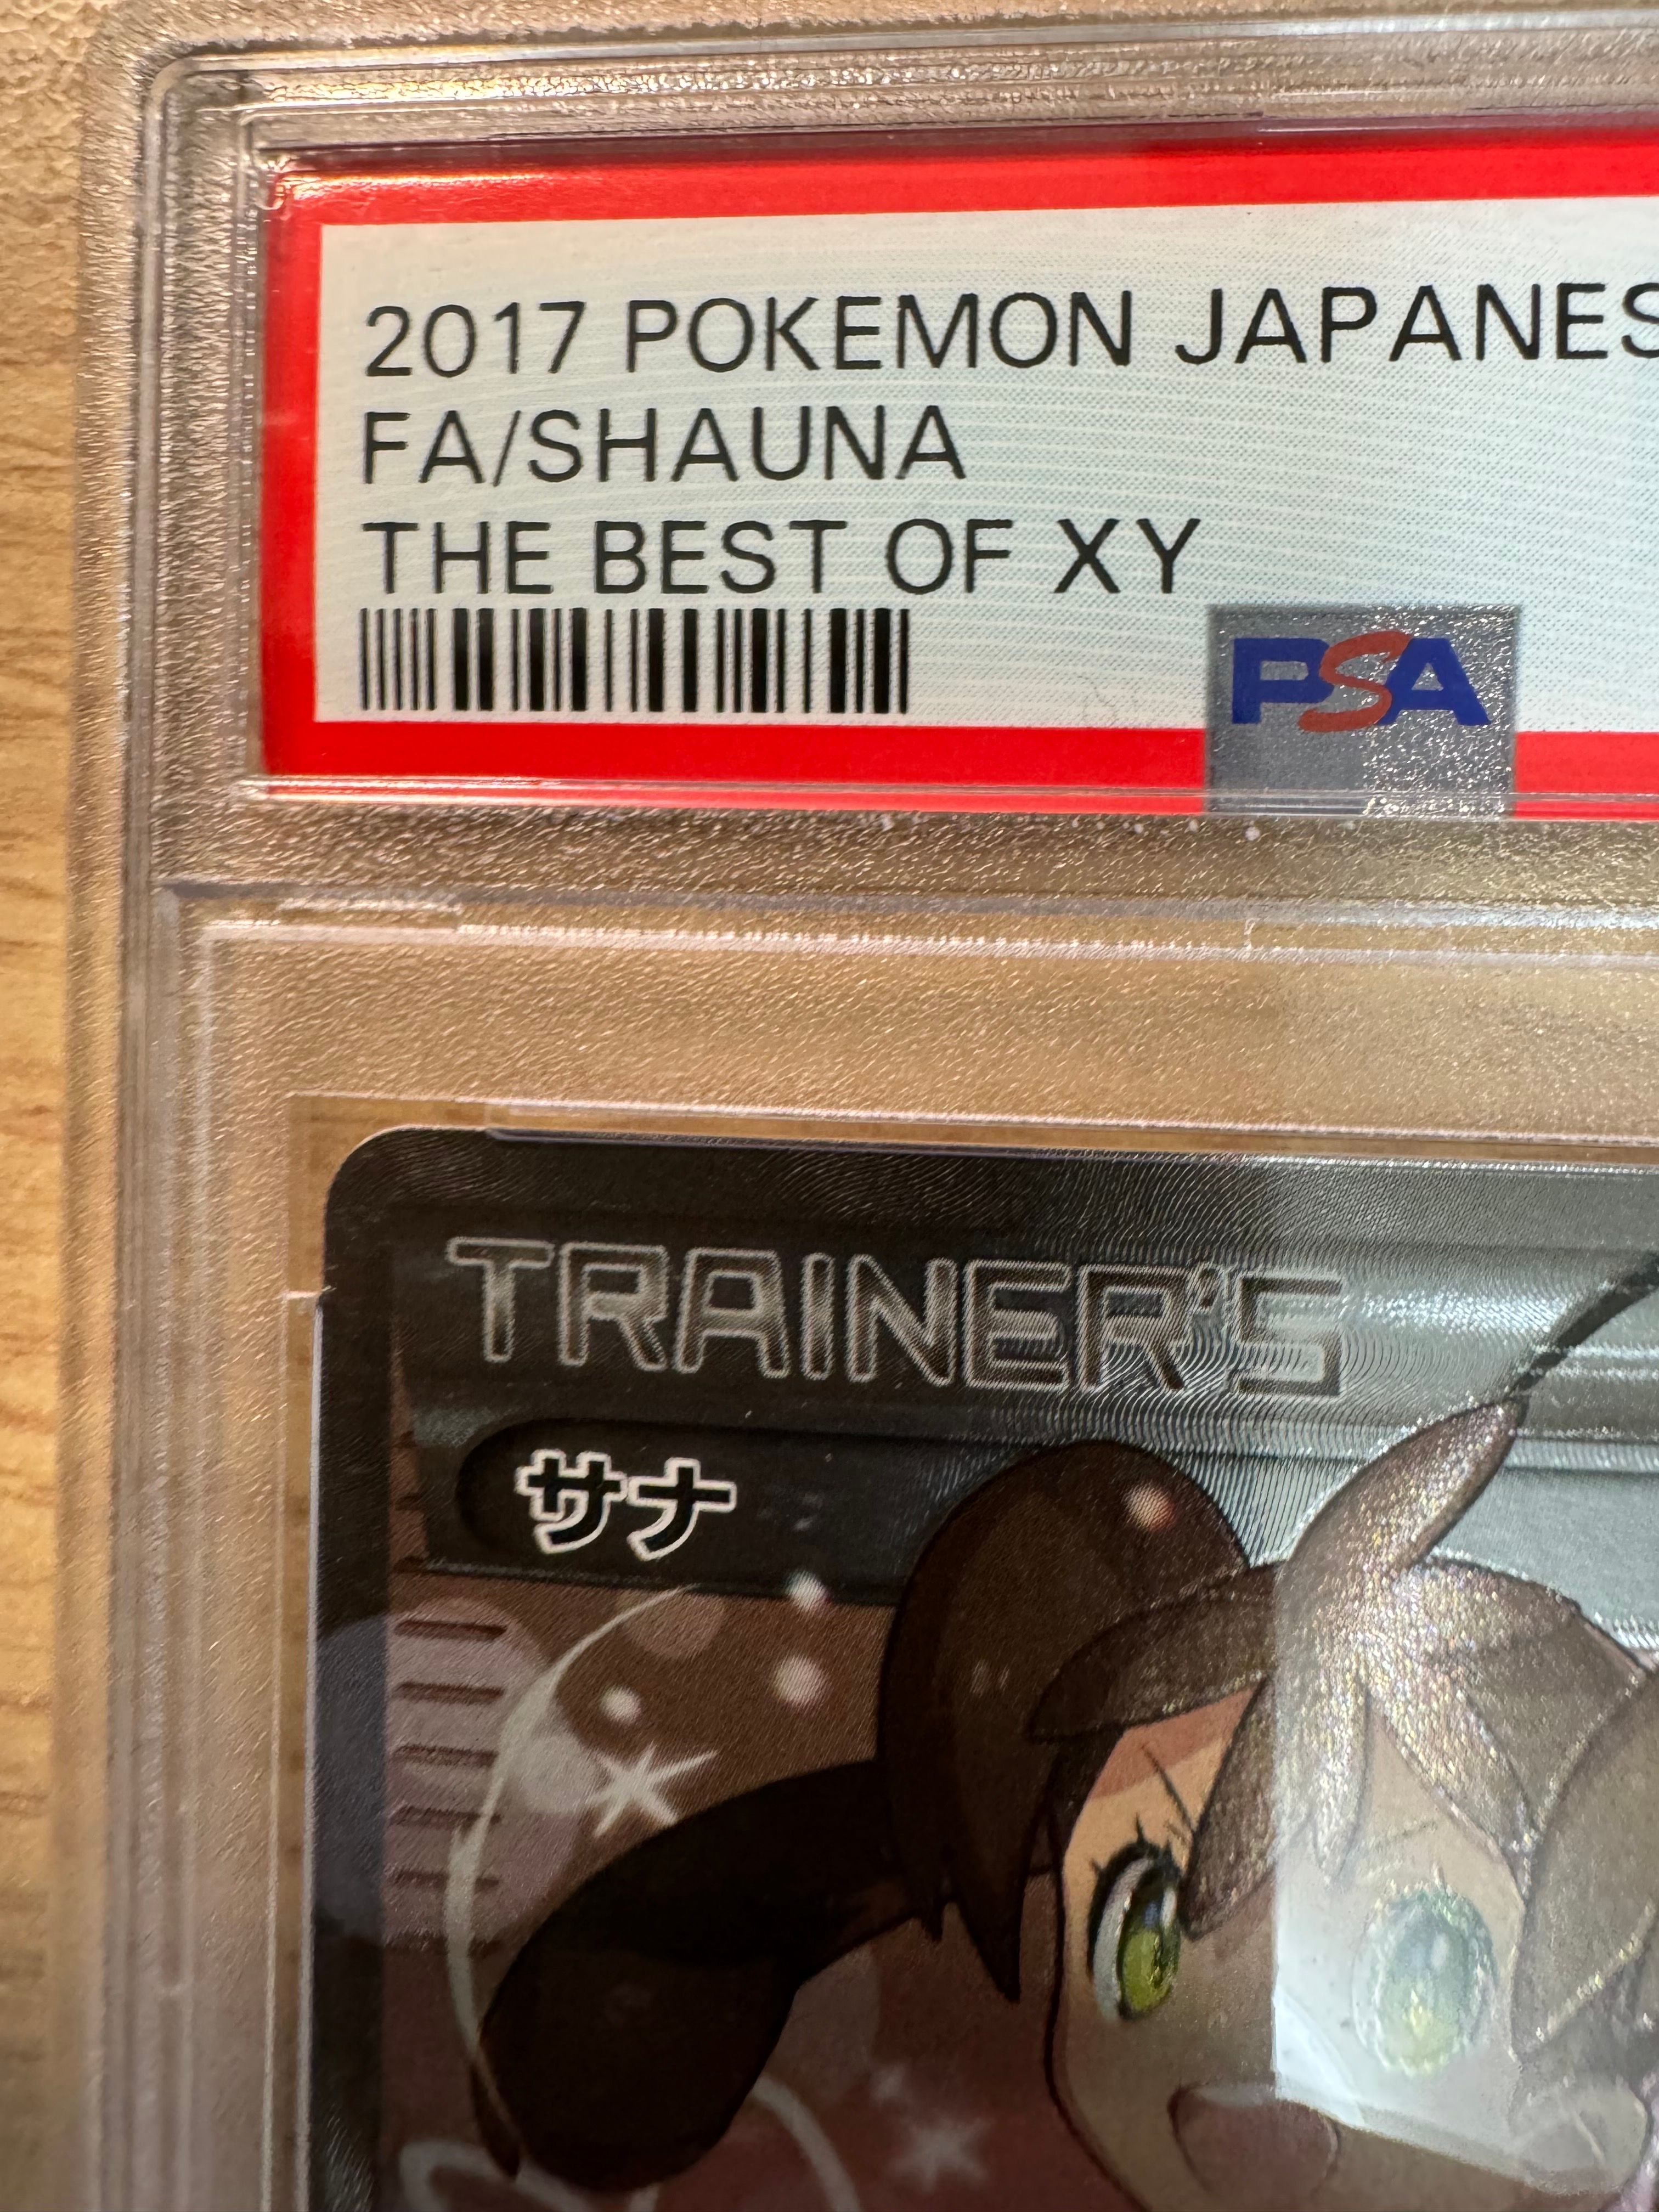 2017 POKEMON JAPANES
FA/SHAUNA
THE BEST OF XY
PSA
TRAINER'S
サナ